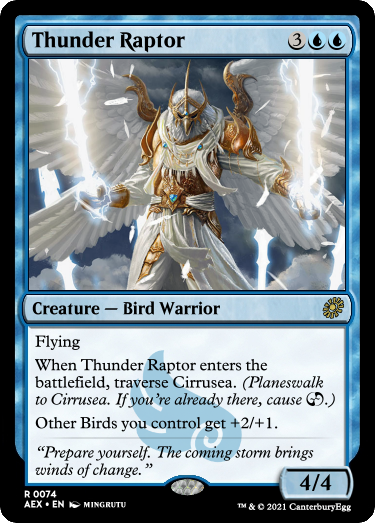 Thunder Raptor 3
Creature — Bird Warrior
Flying
When Thunder Raptor enters the
battlefield, traverse Cirrusea. (Planeswalk
to Cirrusea. If you're already there, cause .)
Other Birds you control get +2/+1.
“Prepare yourself. The coming storm brings
winds of change.”
4/4
R 0074
AEX • EN MINGRUTU
™ & © 2021 CanterburyEgg